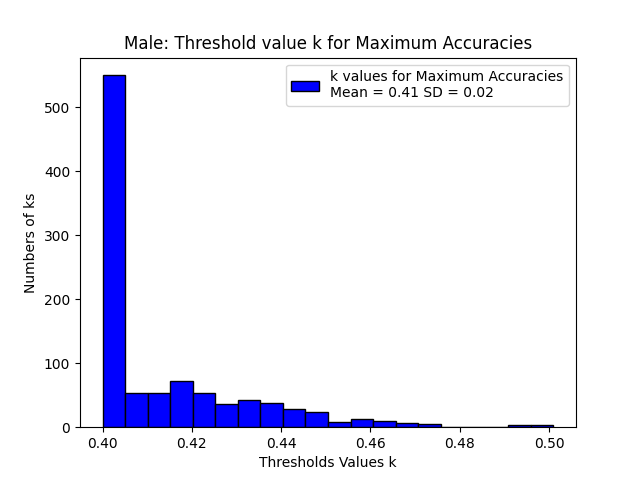 Male: Threshold value k for Maximum Accuracies
k values for Maximum Accuracies
Mean = 0.41 SD = 0.02
Numbers of ks
500
400
300
200
100
0
0.40 0.42 0.44 0.46 0.48 0.50
Thresholds Values k